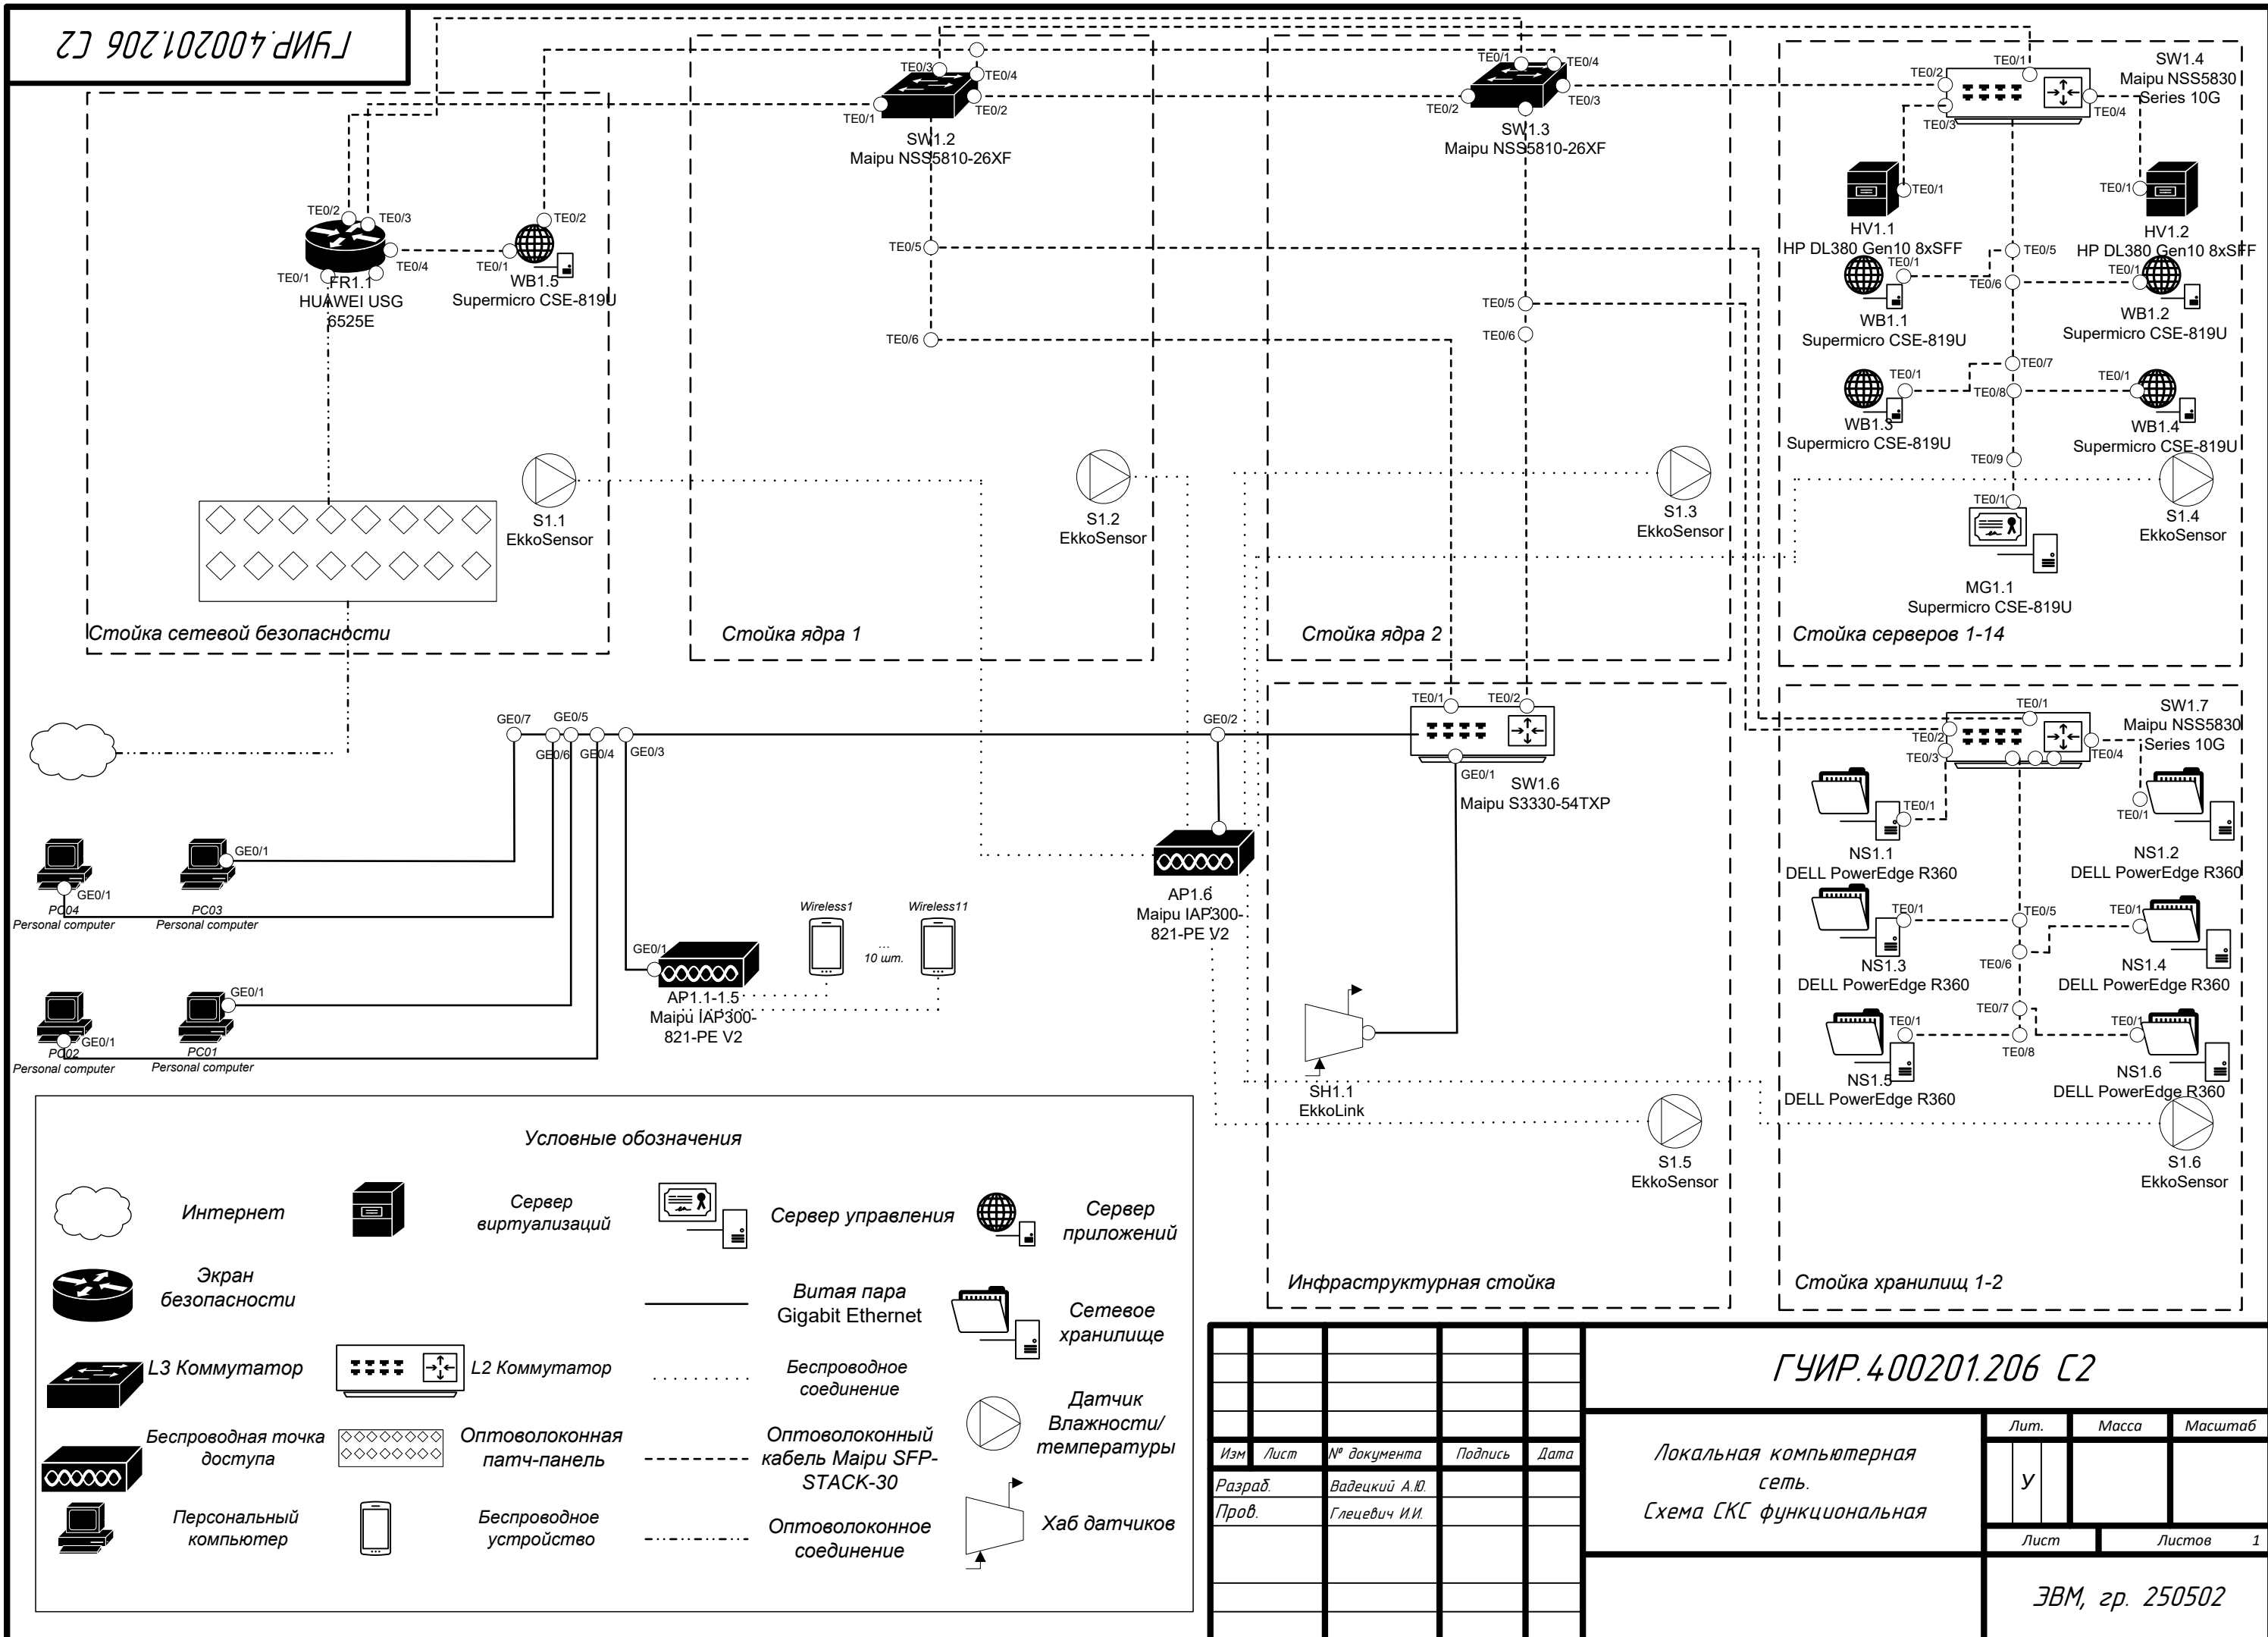 ГУИР.400201.206 С2
TE0/3
TE0/4
TE0/1
TE0/2
SW1.2
Maipu NSS5810-26XF
TE0/5
TE0/6
TE0/1
TE0/4
TE0/2
TE0/3
SW1.3
Maipu NSS5810-26XF
TE0/5
TE0/6
TE0/1
TE0/2
TE0/3
TE0/4
SW1.4
Maipu NSS5830
Series 10G
TE0/1
TE0/1
HV1.1
HP DL380 Gen10 8xSFF
HV1.2
HP DL380 Gen10 8xSFF
TE0/5
TE0/6
TE0/1
TE0/1
WB1.1
Supermicro CSE-819U
WB1.2
Supermicro CSE-819U
TE0/7
TE0/8
TE0/1
TE0/1
WB1.3
Supermicro CSE-819U
WB1.4
Supermicro CSE-819U
TE0/9
TE0/1
MG1.1
Supermicro CSE-819U
S1.4
EkkoSensor
Стойка серверов 1-14
TE0/2
TE0/3
TE0/1
TE0/4
FR1.1
HUAWEI USG
6525E
TE0/2
TE0/1
WB1.5
Supermicro CSE-819U
S1.1
EkkoSensor
Стойка сетевой безопасности
S1.2
EkkoSensor
Стойка ядра 1
S1.3
EkkoSensor
Стойка ядра 2
GE0/7
GE0/5
GE0/6
GE0/4
GE0/3
GE0/2
TE0/1
TE0/2
GE0/1
SW1.6
Maipu S3330-54TXP
TE0/1
TE0/2
TE0/3
TE0/4
SW1.7
Maipu NSS5830
Series 10G
TE0/1
TE0/1
NS1.1
DELL PowerEdge R360
NS1.2
DELL PowerEdge R360
TE0/1
TE0/5
TE0/1
TE0/6
NS1.3
DELL PowerEdge R360
NS1.4
DELL PowerEdge R360
TE0/7
TE0/1
TE0/1
TE0/8
NS1.5
DELL PowerEdge R360
NS1.6
DELL PowerEdge R360
S1.6
EkkoSensor
Стойка хранилищ 1-2
GE0/1
PC04
Personal computer
GE0/1
PC03
Personal computer
GE0/1
PC02
Personal computer
GE0/1
PC01
Personal computer
GE0/1
AP1.1-1.5
Maipu IAP300-
821-PE V2
Wireless1
...
10 шт.
Wireless11
AP1.6
Maipu IAP300-
821-PE V2
SH1.1
EkkoLink
S1.5
EkkoSensor
Инфраструктурная стойка
Условные обозначения
Интернет
Сервер
виртуализаций
Сервер управления
Сервер
приложений
Экран
безопасности
Витая пара
Gigabit Ethernet
Сетевое
хранилище
L3 Коммутатор
L2 Коммутатор
Беспроводное
соединение
Датчик
Влажности/
температуры
Беспроводная точка
доступа
Оптоволоконная
патч-панель
Оптоволоконный
кабель Maipu SFP-
STACK-30
Персональный
компьютер
Беспроводное
устройство
Оптоволоконное
соединение
Хаб датчиков
ГУИР.400201.206 С2
Изм Лист № документа Подпись Дата
Разраб. Вадецкий А.Ю.
Пров. Глецевич И.И.
Локальная компьютерная
сеть.
Схема СКС функциональная
Лит. Масса Масштаб
У
Лист Листов 1
ЭВМ, гр. 250502